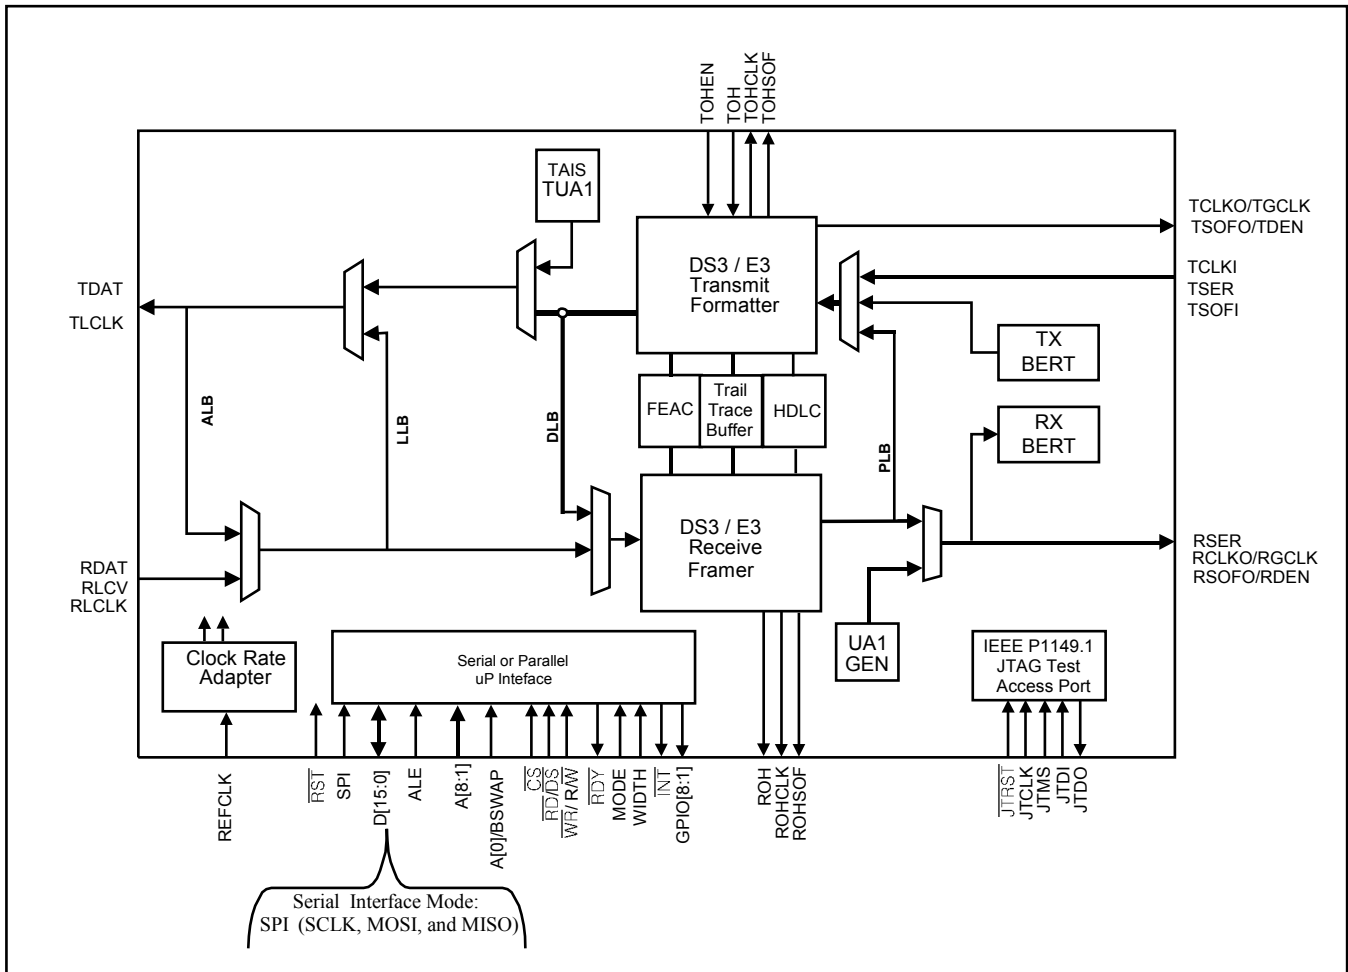 TOHEN
TOH
TOHCLK
TOHSOF
TAIS
TUA1
TCLKO/TGCLK
TSOFO/TDEN
DS3 / E3
Transmit
Formatter
TCLKI
TSER
TSOFI
TDAT
TLCLK
TX
BERT
ALB
LLB
DLB
FEAC
Trail
Trace
Buffer
HDLC
PLB
RX
BERT
DS3 / E3
Receive
Framer
RSER
RCLKO/RGCLK
RSOFO/RDEN
RDAT
RLCV
RLCLK
Clock Rate
Adapter
Serial or Parallel
uP Inteface
UA1
GEN
IEEE P1149.1
JTAG Test
Access Port
REFCLK
RST
SPI
D[15:0]
ALE
A[8:1]
A[0]/BSWAP
CS
RD/DS
WR/ R/W
RDY
MODE
WIDTH
INT
GPIO[8:1]
ROH
ROHCLK
ROHSOF
JTRST
JTCLK
JTMS
JTDI
JTDO
Serial Interface Mode:
SPI (SCLK, MOSI, and MISO)